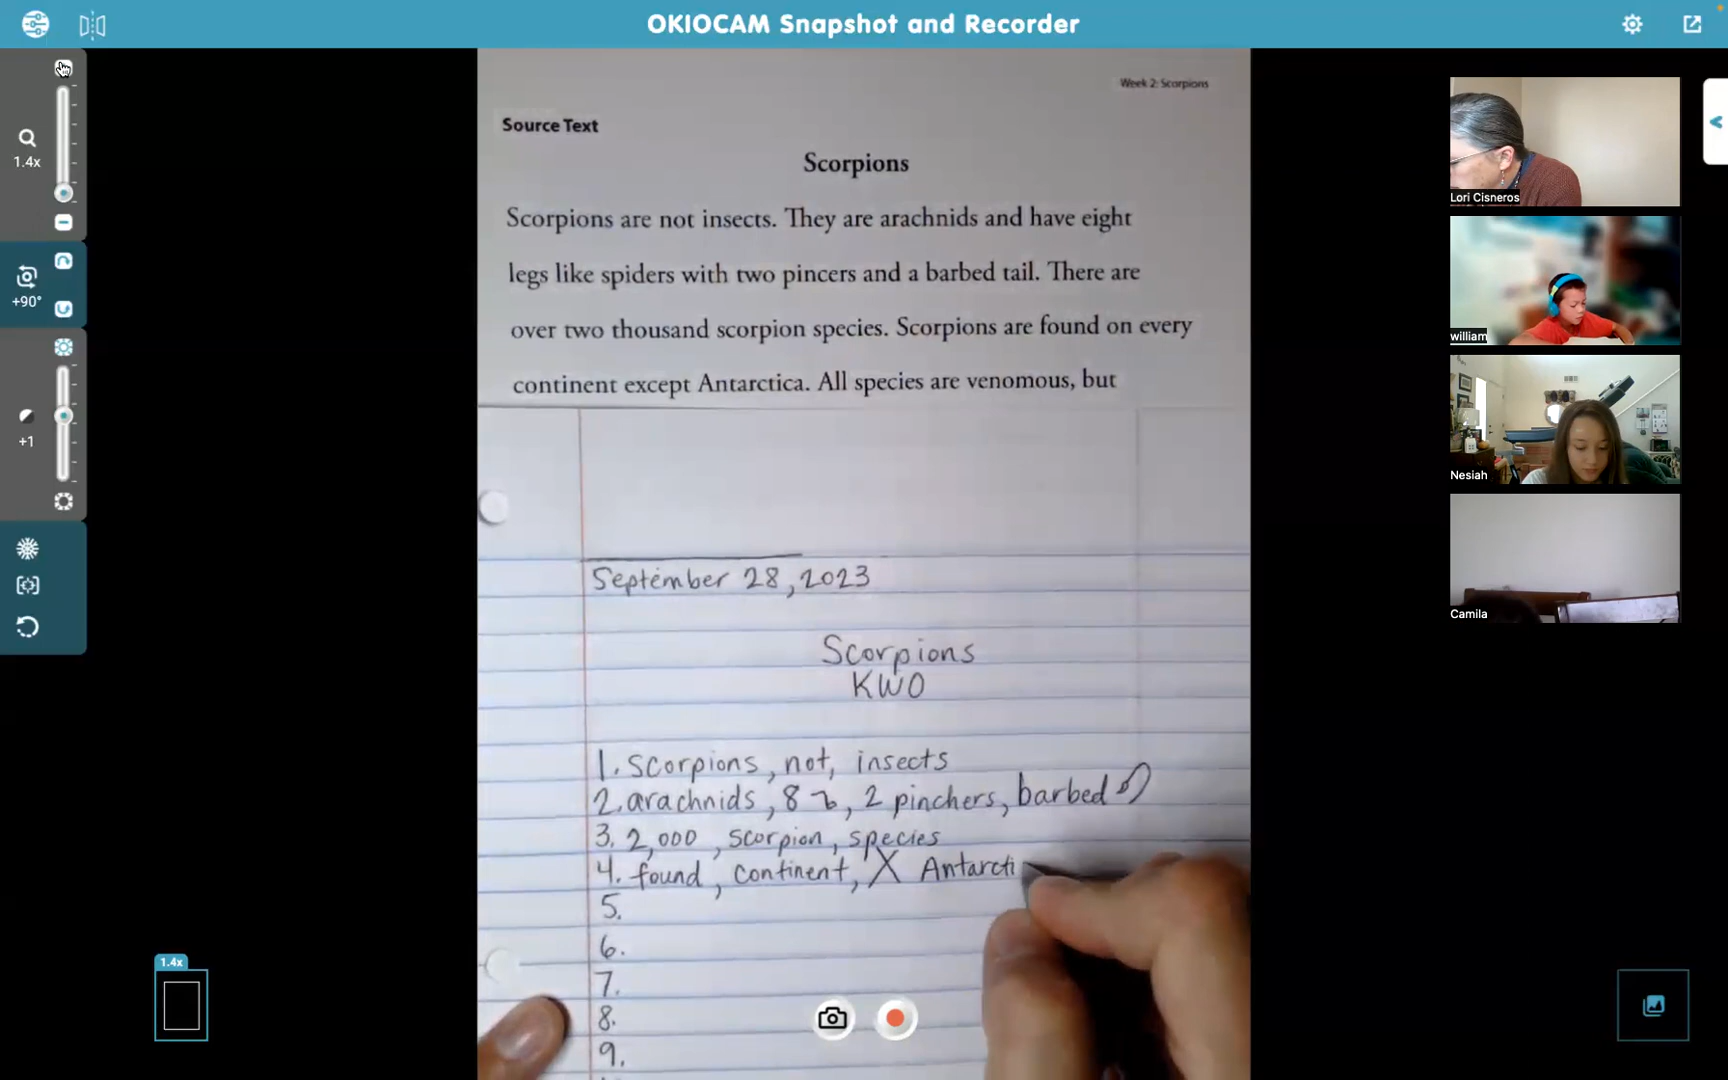 OKIOCAM Snapshot and Recorder
1.4x
+90°
+1
1.4x
Week 2: Scorpions
Source Text
Scorpions
Scorpions are not insects. They are arachnids and have eight
legs like spiders with two pincers and a barbed tail. There are
over two thousand scorpion species. Scorpions are found on every
continent except Antarctica. All species are venomous, but
September 28, 2023
Scorpions
KWO
1. scorpions, not, insects
2. arachnids, 8, 2 pinchers, barbed
3. 2,000, scorpion, species
4. found, continent, X Antarcti
5.
6.
7.
8.
9.
Lori Cisneros
william
Nesiah
Camila